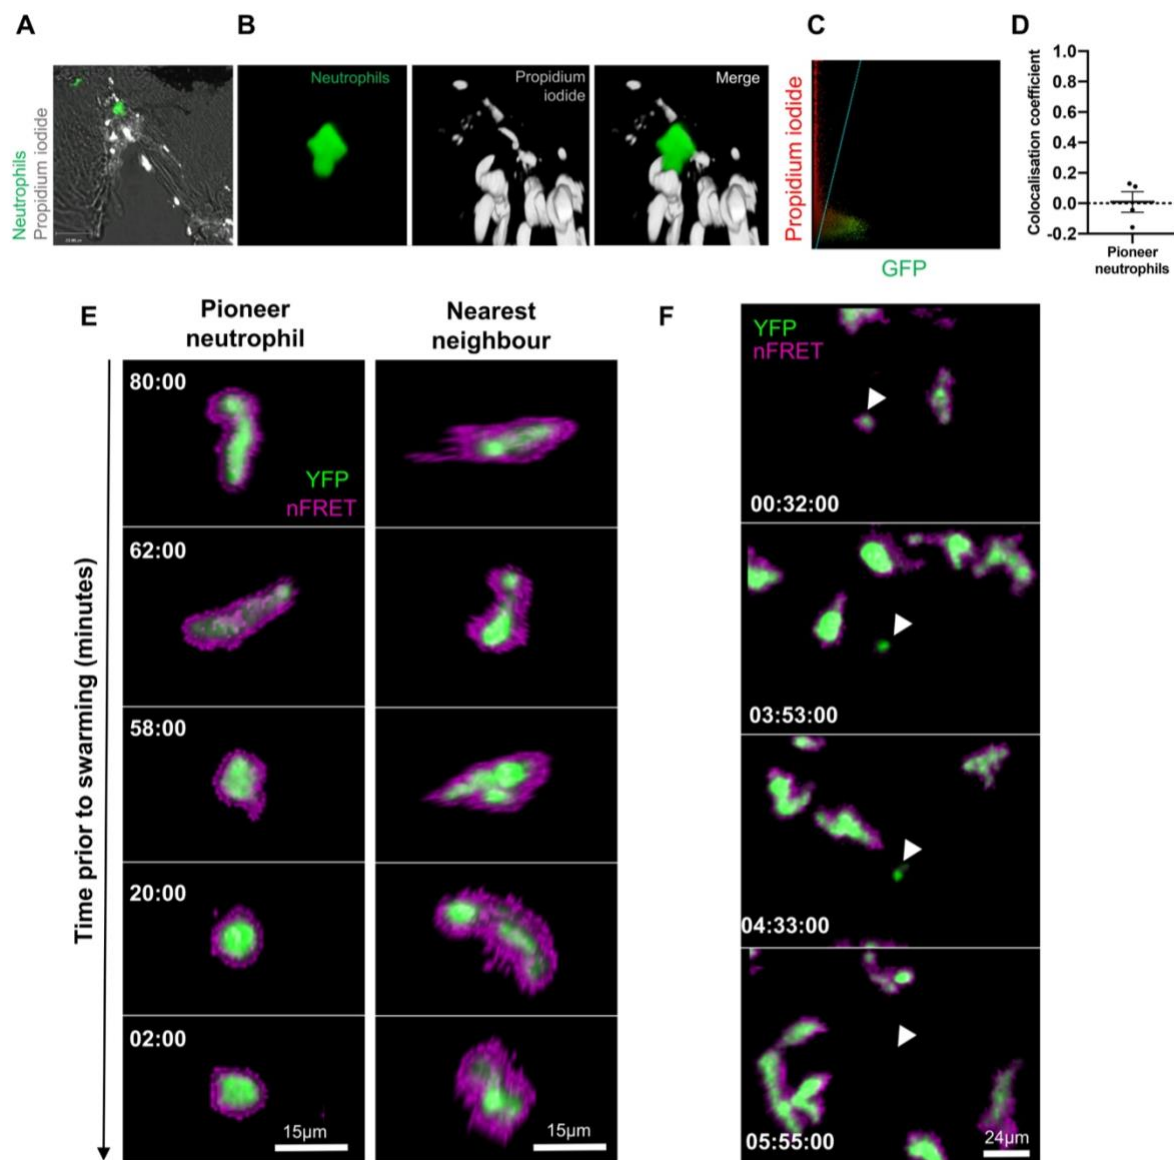 A
B
C
D
Neutrophils
Propidium iodide
Neutrophils
Propidium
iodide
Merge
Propidium iodide
GFP
Colocalisation coefficient
1.0
0.8
0.6
0.4
0.2
0.0
-0.2
Pioneer
neutrophils
E
Pioneer
neutrophil
Nearest
neighbour
Time prior to swarming (minutes)
80:00
YFP
nFRET
62:00
58:00
20:00
02:00
15µm
15µm
F
YFP
nFRET
00:32:00
03:53:00
04:33:00
05:55:00
24µm